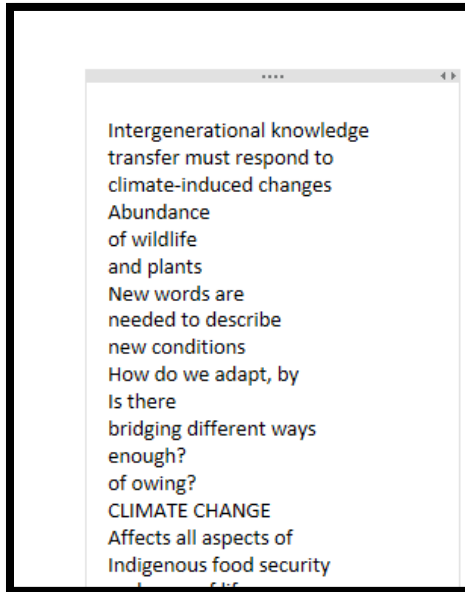 Intergenerational knowledge
transfer must respond to
climate-induced changes
Abundance
of wildlife
and plants
New words are
needed to describe
new conditions
How do we adapt, by
Is there
bridging different ways
enough?
of owing?
CLIMATE CHANGE
Affects all aspects of
Indigenous food security